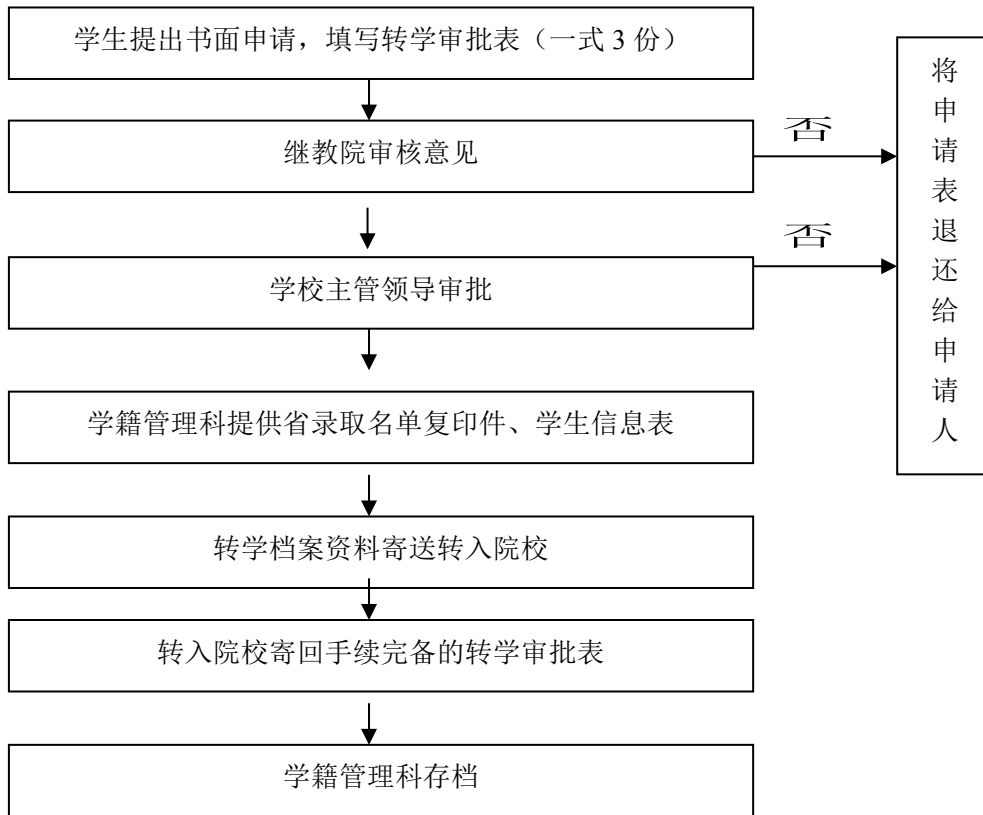 学生提出书面申请，填写转学审批表（一式 3 份）
继教院审核意见
否
学校主管领导审批
否
学籍管理科提供省录取名单复印件、学生信息表
转学档案资料寄送转入院校
转入院校寄回手续完备的转学审批表
学籍管理科存档
将申请表退还给申请人